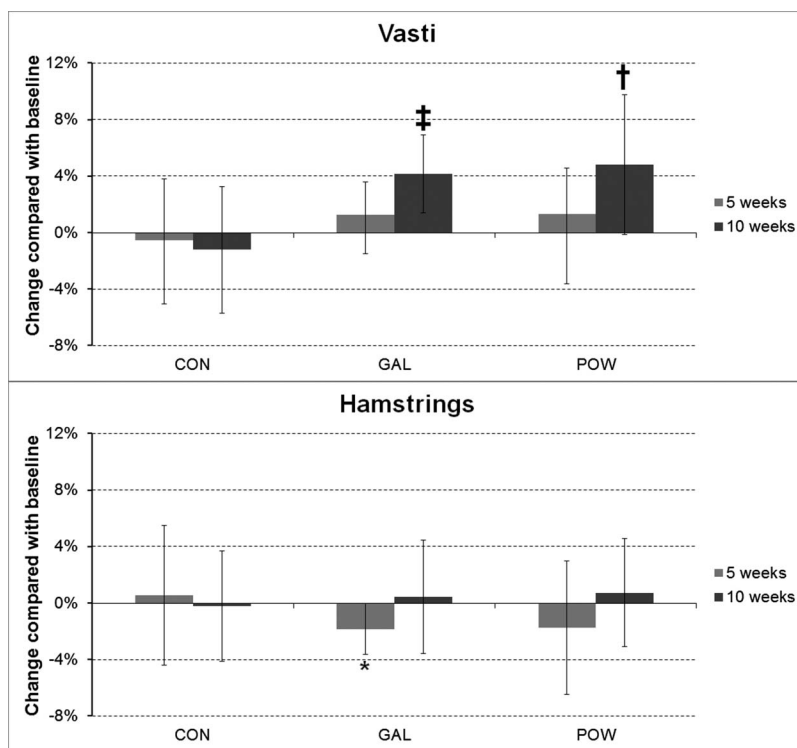 Vasti
Change compared with baseline
12%
8%
4%
0%
-4%
-8%
‡
†
CON
GAL
POW
5 weeks
10 weeks
Hamstrings
Change compared with baseline
12%
8%
4%
0%
-4%
-8%
*
CON
GAL
POW
5 weeks
10 weeks